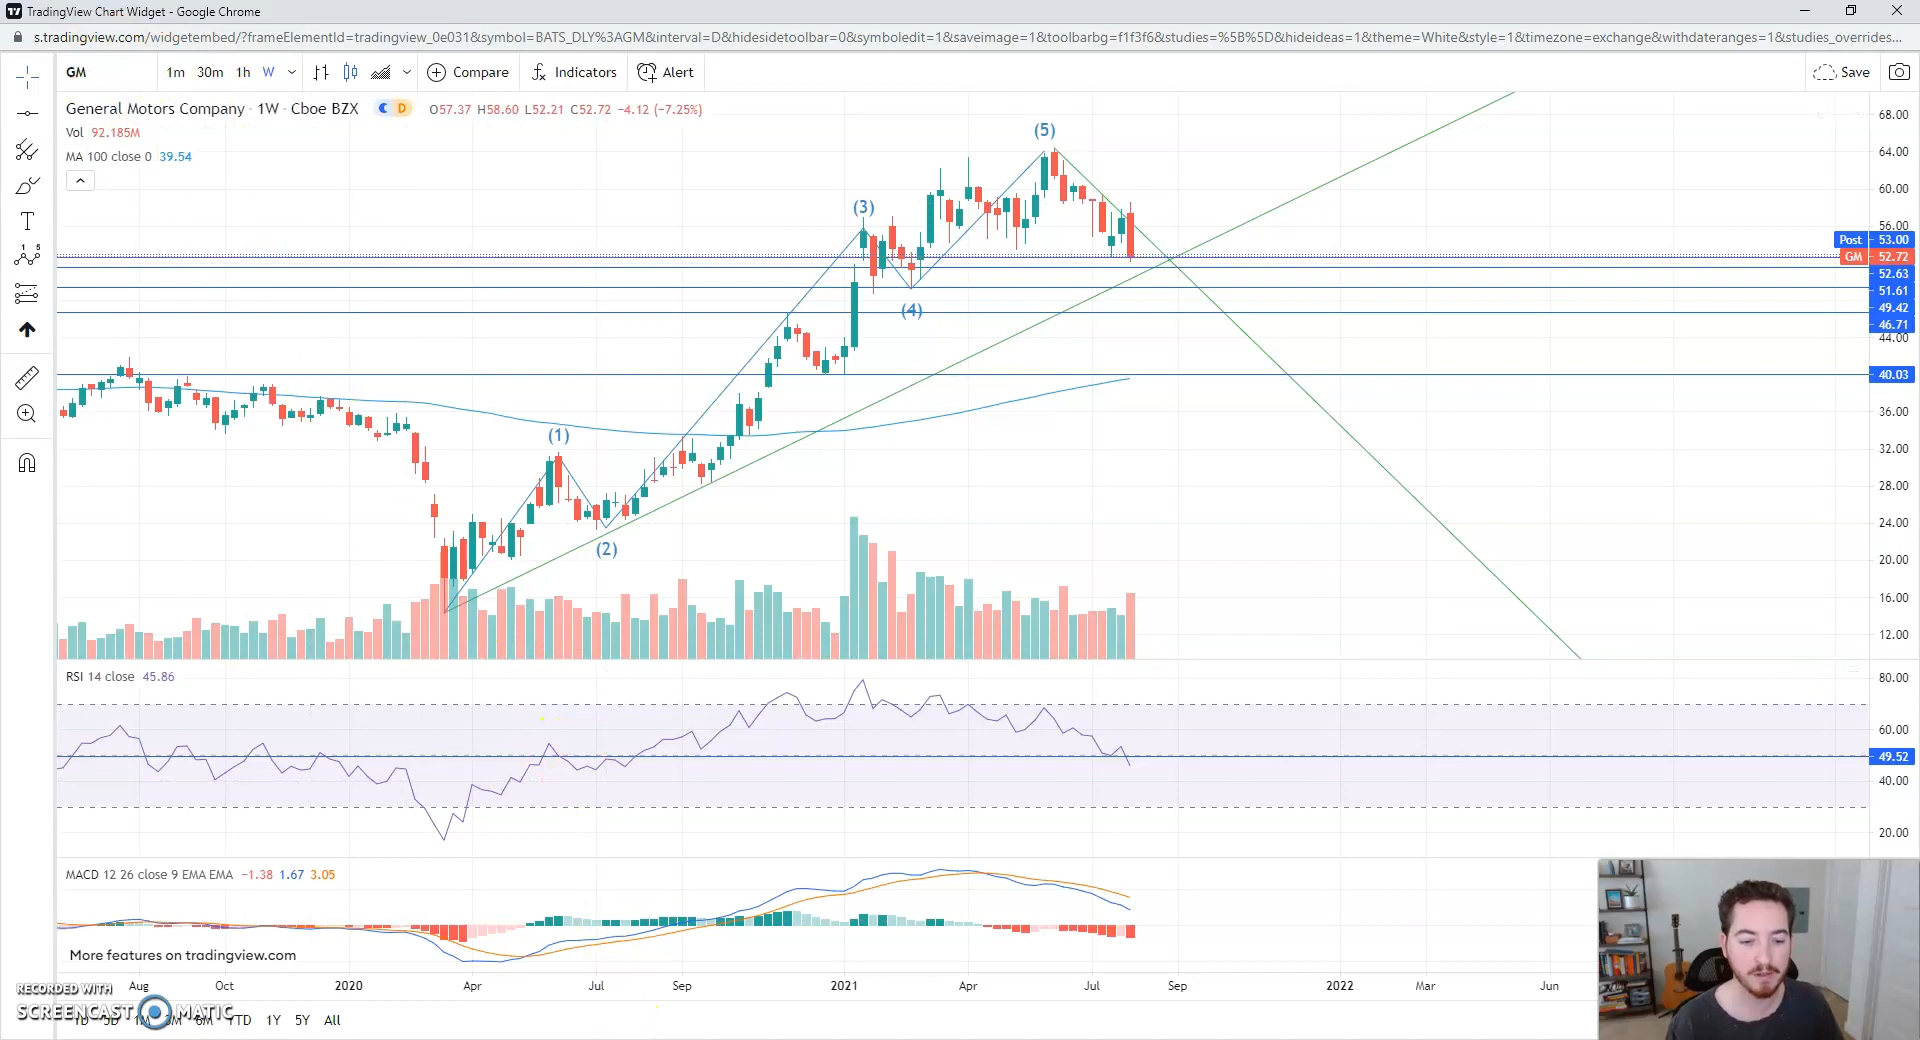 TradingView Chart Widget - Google Chrome
s.tradingview.com/widgetembed/?frameElementId=tradingview_0e031&symbol=BATS_DLY%3AGM&interval=D&hidesidetoolbar=0&symboledit=1&saveimage=1&toolbarbg=f1f3f6&studies=%5B%5D&hideideas=1&theme=White&style=1&timezone=exchange&withdateranges=1&studies_overrides...
GM 1m 30m 1h W Compare Indicators Alert Save
General Motors Company · 1W · Cboe BZX D O57.37 H58.60 L52.21 C52.72 −4.12 (−7.25%)
Vol 92.185M
MA 100 close 0 39.54
(1)
(2)
(3)
(4)
(5)
68.00
64.00
60.00
56.00
Post 53.00
GM 52.72
52.63
51.61
49.42
46.71
44.00
40.03
36.00
32.00
28.00
24.00
20.00
16.00
12.00
RSI 14 close 45.86
80.00
60.00
49.52
40.00
20.00
MACD 12 26 close 9 EMA EMA −1.38 1.67 3.05
More features on tradingview.com
Aug Oct 2020 Apr Jul Sep 2021 Apr Jul Sep 2022 Mar Jun
RECORDED WITH
SCREENCAST MATIC
1D 5D 1M 3M 6M YTD 1Y 5Y All